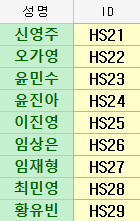 성명 ID
신영주 HS21
오가영 HS22
윤민수 HS23
윤진아 HS24
이진영 HS25
임상은 HS26
임재형 HS27
최민영 HS28
황유빈 HS29